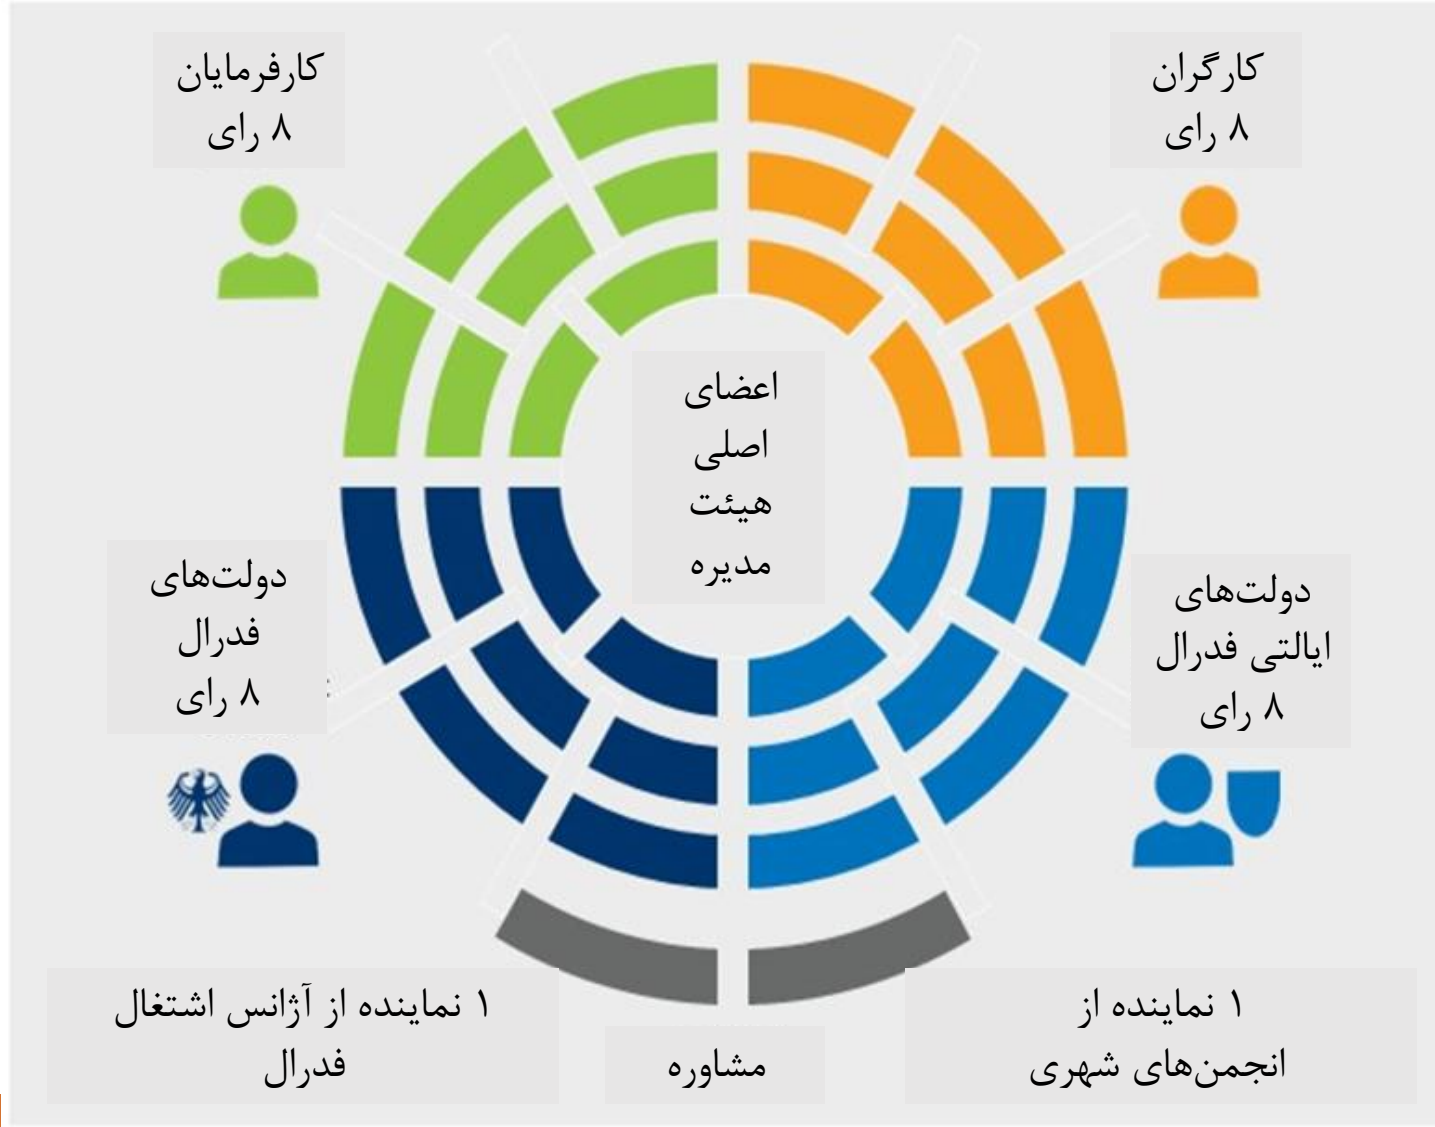 کارگران
۸ رای
کارفرمایان
۸ رای
اعضای
اصلی
هیئت
مدیره
دولت‌های
ایالتی فدرال
۸ رای
دولت‌های
فدرال
۸ رای
۱ نماینده از
انجمن‌های شهری
مشاوره
۱ نماینده از آژانس اشتغال
فدرال